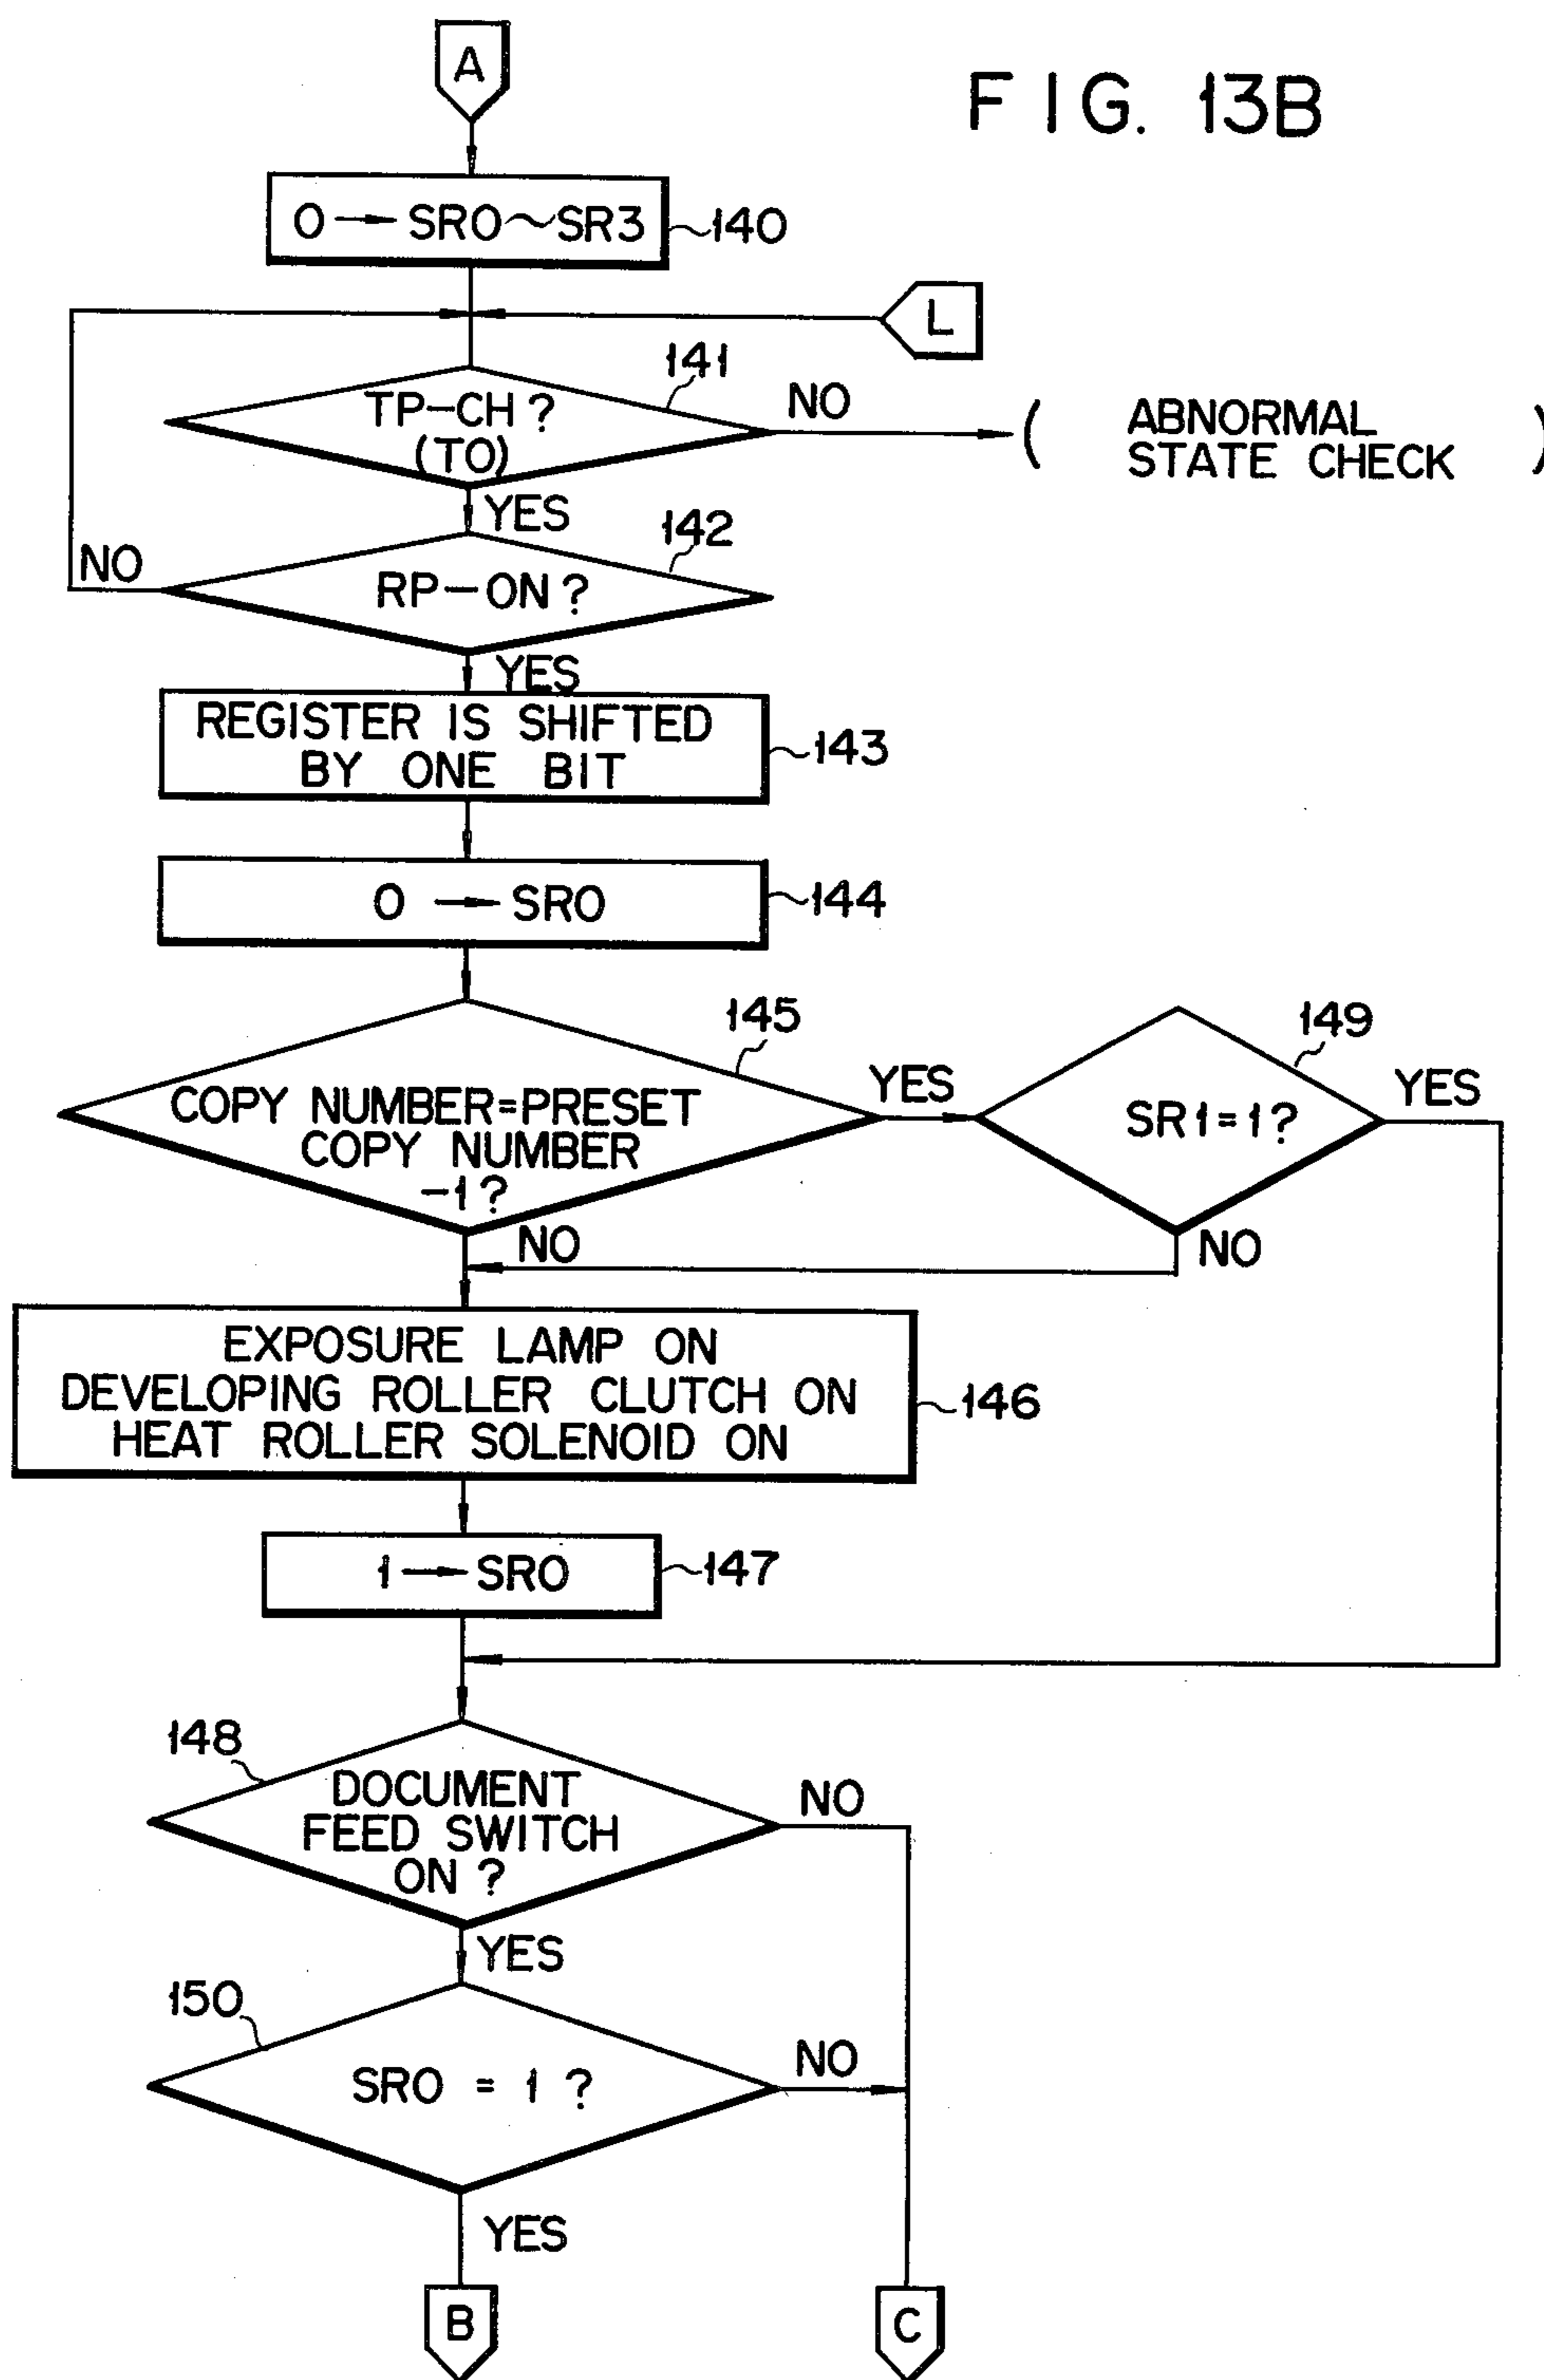 A
FIG. 13B
0 → SR0~SR3
140
L
141
TP-CH?
(TO)
NO
( ABNORMAL
STATE CHECK )
YES
142
NO
RP-ON?
YES
REGISTER IS SHIFTED
BY ONE BIT
143
0 → SR0
144
145
149
COPY NUMBER=PRESET
COPY NUMBER
-1?
YES
SR1=1?
YES
NO
NO
EXPOSURE LAMP ON
DEVELOPING ROLLER CLUTCH ON
HEAT ROLLER SOLENOID ON
146
1 → SR0
147
148
DOCUMENT
FEED SWITCH
ON?
NO
YES
150
SR0 = 1?
NO
YES
B
C